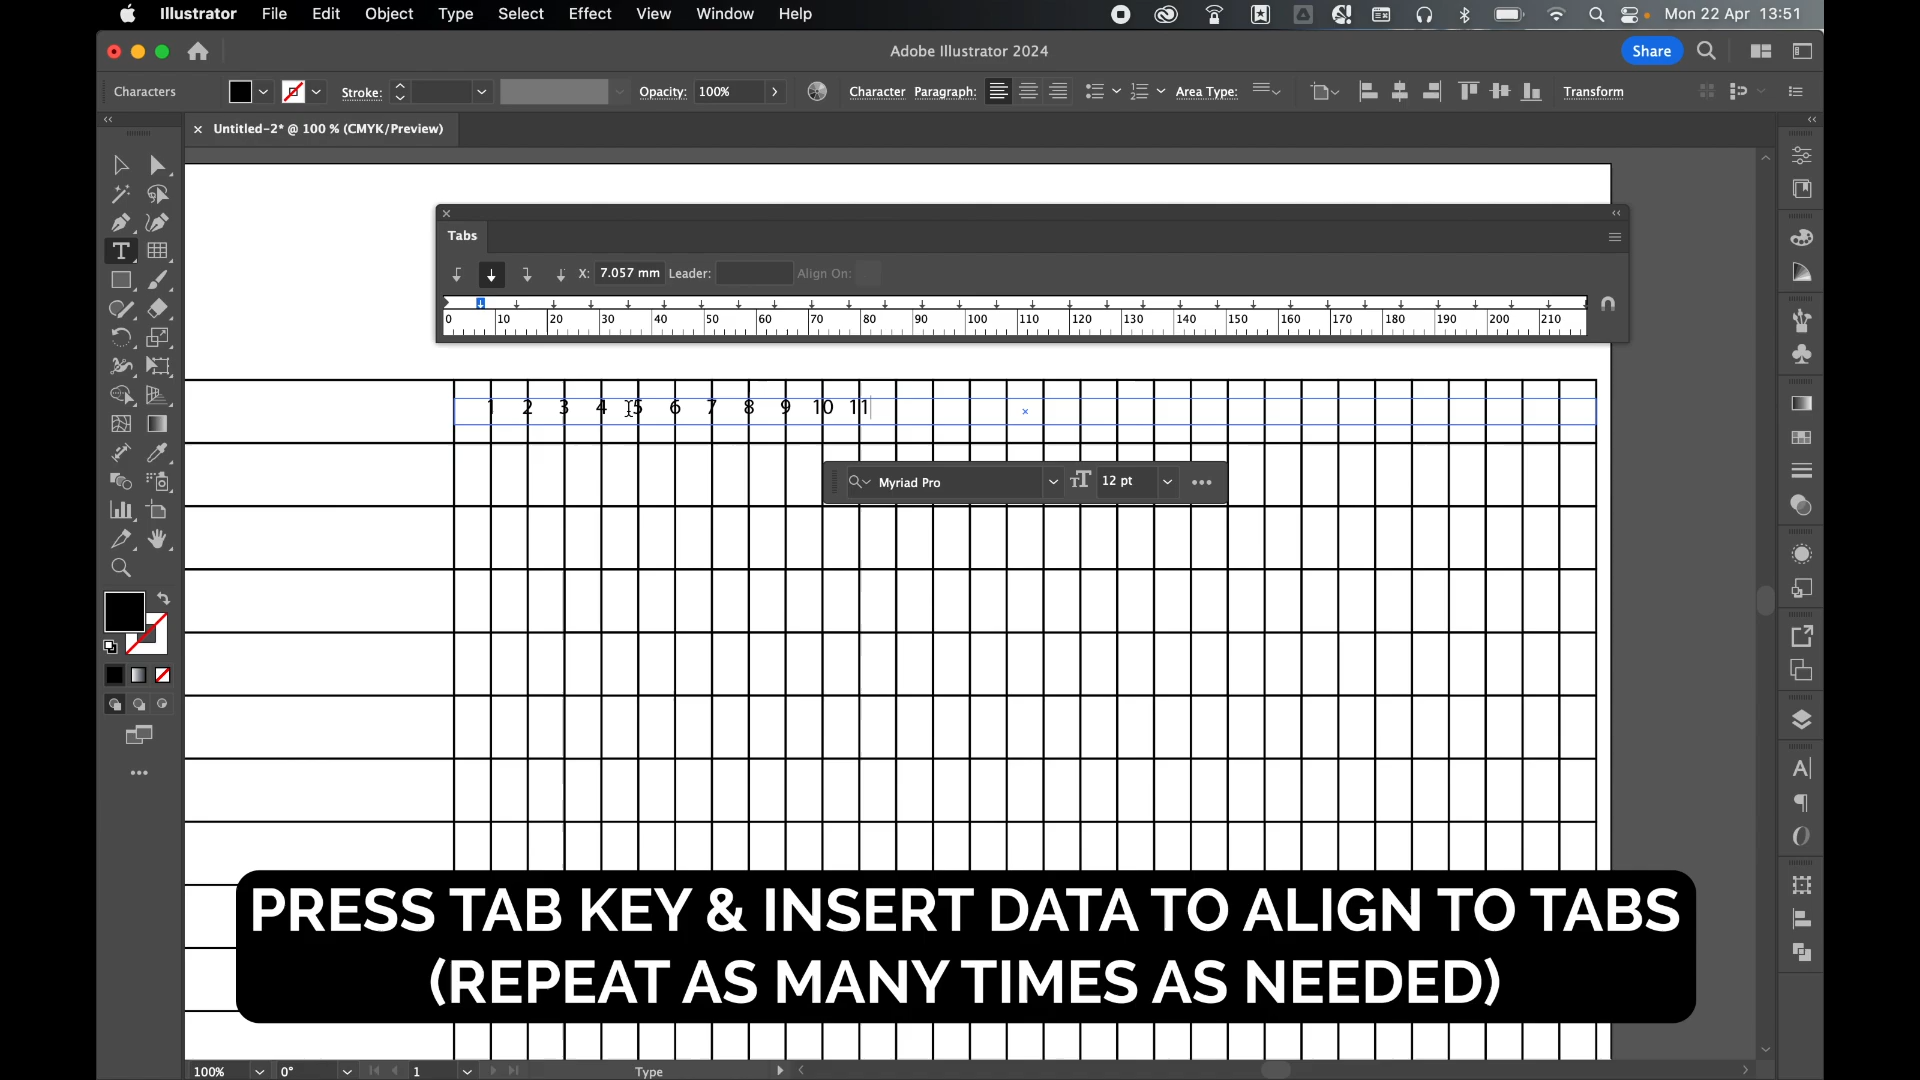 Illustrator File Edit Object Type Select Effect View Window Help Mon 22 Apr 13:51
Adobe Illustrator 2024 Share
Characters Stroke: Opacity: 100% Character Paragraph: Area Type: Transform
× Untitled-2* @ 100 % (CMYK/Preview)
Tabs
X: 7.057 mm Leader: Align On:
0 10 20 30 40 50 60 70 80 90 100 110 120 130 140 150 160 170 180 190 200 210
1 2 3 4 5 6 7 8 9 10 11
Myriad Pro 12 pt
PRESS TAB KEY & INSERT DATA TO ALIGN TO TABS
(REPEAT AS MANY TIMES AS NEEDED)
100% 0° 1 Type